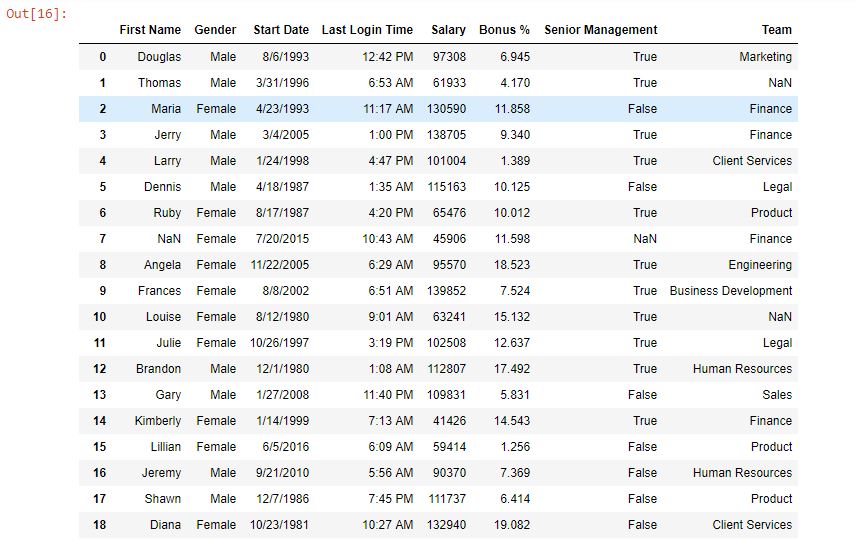 Out[16]:
First Name Gender Start Date Last Login Time Salary Bonus % Senior Management Team
0 Douglas Male 8/6/1993 12:42 PM 97308 6.945 True Marketing
1 Thomas Male 3/31/1996 6:53 AM 61933 4.170 True NaN
2 Maria Female 4/23/1993 11:17 AM 130590 11.858 False Finance
3 Jerry Male 3/4/2005 1:00 PM 138705 9.340 True Finance
4 Larry Male 1/24/1998 4:47 PM 101004 1.389 True Client Services
5 Dennis Male 4/18/1987 1:35 AM 115163 10.125 False Legal
6 Ruby Female 8/17/1987 4:20 PM 65476 10.012 True Product
7 NaN Female 7/20/2015 10:43 AM 45906 11.598 NaN Finance
8 Angela Female 11/22/2005 6:29 AM 95570 18.523 True Engineering
9 Frances Female 8/8/2002 6:51 AM 139852 7.524 True Business Development
10 Louise Female 8/12/1980 9:01 AM 63241 15.132 True NaN
11 Julie Female 10/26/1997 3:19 PM 102508 12.637 True Legal
12 Brandon Male 12/1/1980 1:08 AM 112807 17.492 True Human Resources
13 Gary Male 1/27/2008 11:40 PM 109831 5.831 False Sales
14 Kimberly Female 1/14/1999 7:13 AM 41426 14.543 True Finance
15 Lillian Female 6/5/2016 6:09 AM 59414 1.256 False Product
16 Jeremy Male 9/21/2010 5:56 AM 90370 7.369 False Human Resources
17 Shawn Male 12/7/1986 7:45 PM 111737 6.414 False Product
18 Diana Female 10/23/1981 10:27 AM 132940 19.082 False Client Services